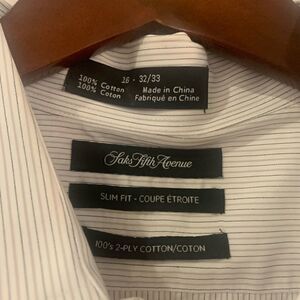 16 - 32/33
100% Cotton
100% Coton
Made in China
Fabriqué en Chine
Saks Fifth Avenue
SLIM FIT - COUPE ÉTROITE
100's 2-PLY COTTON/COTON